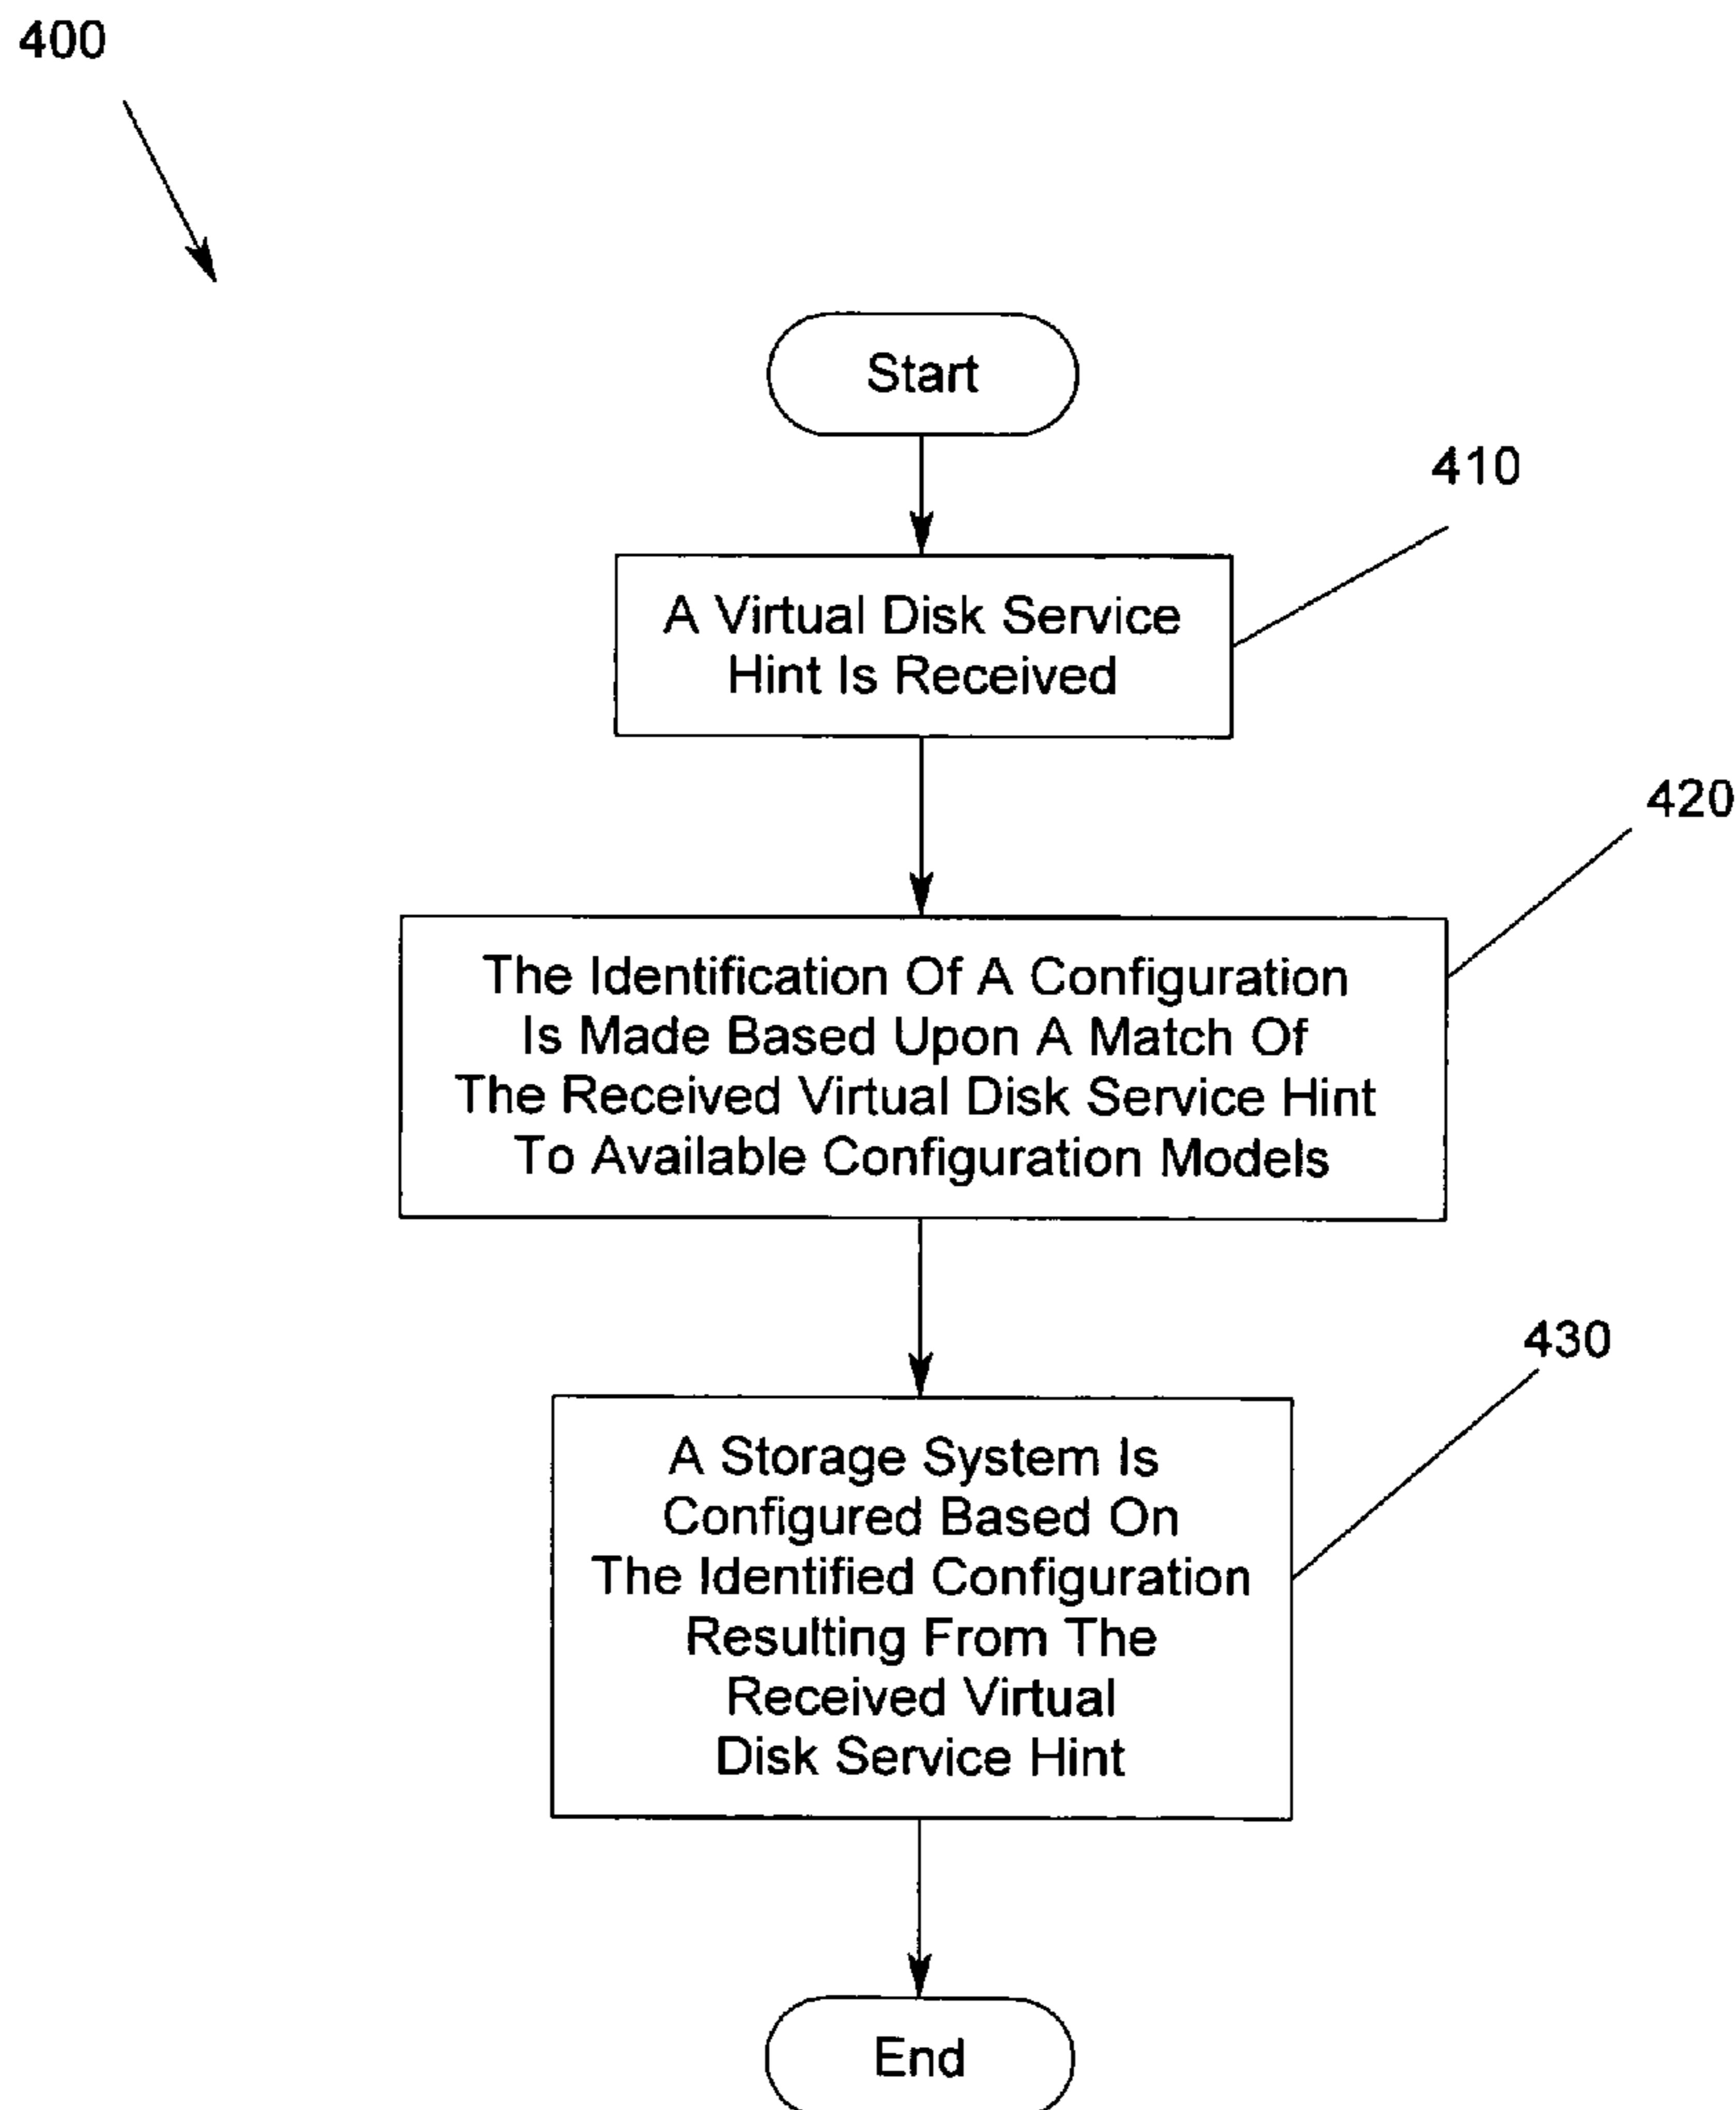 400
Start
410
A Virtual Disk Service
Hint Is Received
420
The Identification Of A Configuration
Is Made Based Upon A Match Of
The Received Virtual Disk Service Hint
To Available Configuration Models
430
A Storage System Is
Configured Based On
The Identified Configuration
Resulting From The
Received Virtual
Disk Service Hint
End